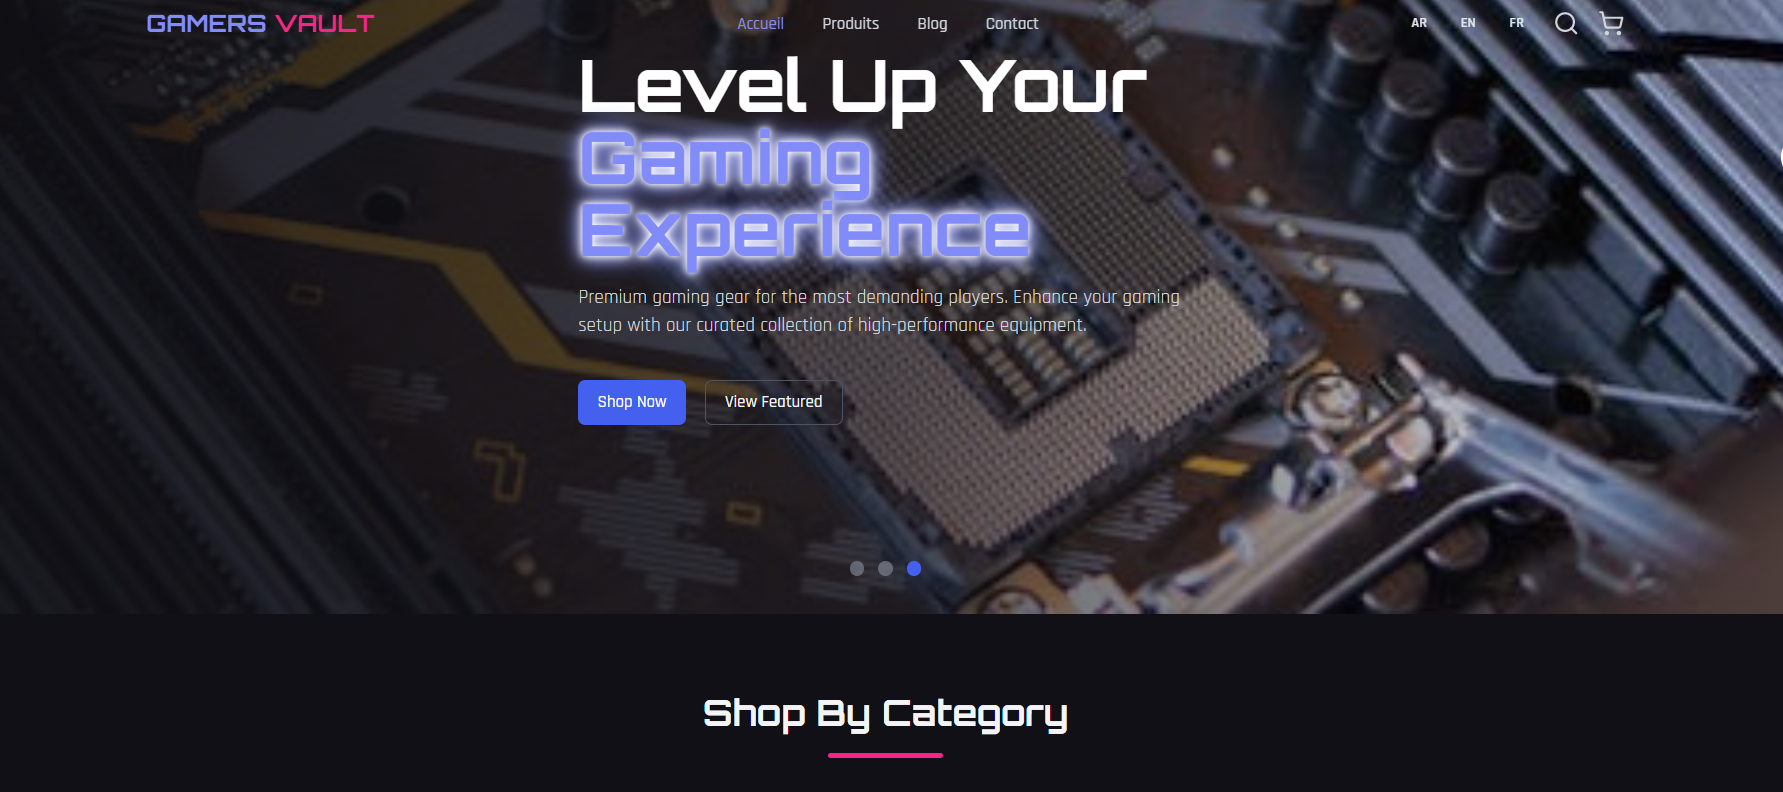 GAMERS VAULT
Accueil Produits Blog Contact
AR EN FR
Level Up Your
Gaming
Experience
Premium gaming gear for the most demanding players. Enhance your gaming
setup with our curated collection of high-performance equipment.
Shop Now View Featured
Shop By Category